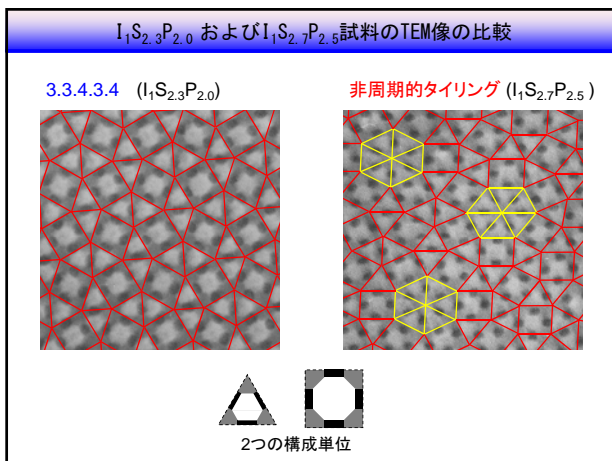 I₁S₂.₃P₂.₀ およびI₁S₂.₇P₂.₅試料のTEM像の比較
3.3.4.3.4 (I₁S₂.₃P₂.₀)
非周期的タイリング (I₁S₂.₇P₂.₅ )
2つの構成単位